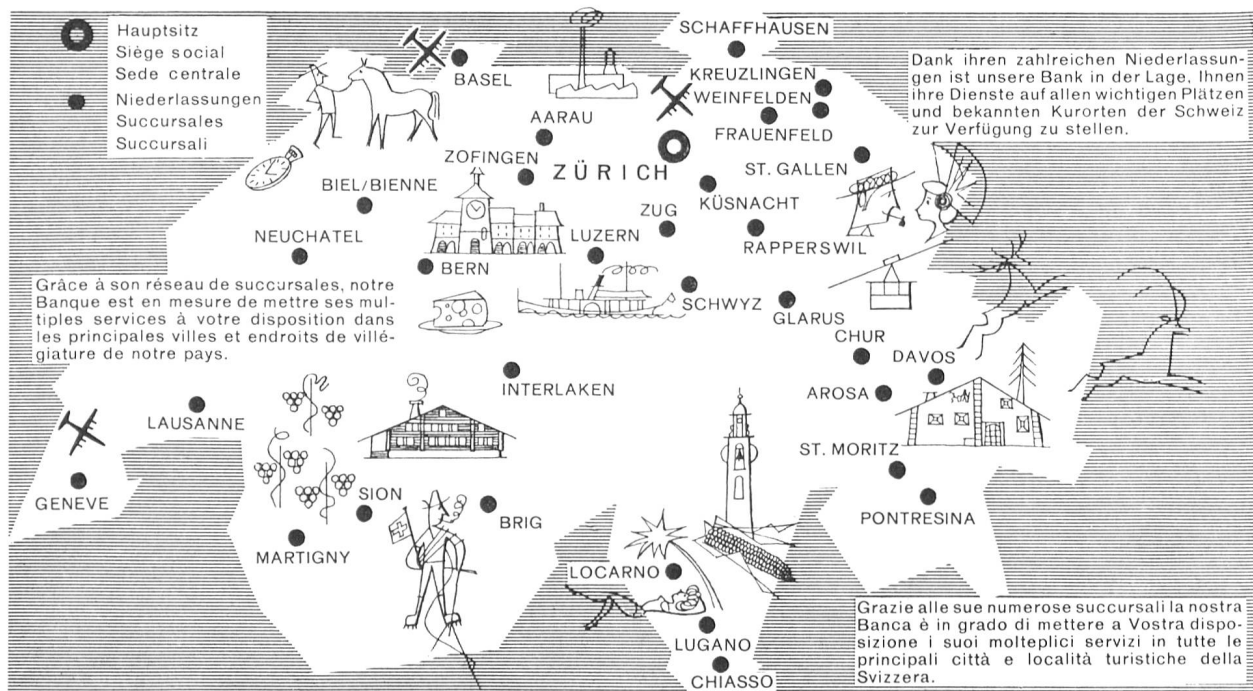 Hauptsitz
Siège social
Sede centrale
Niederlassungen
Succursales
Succursali
Dank ihren zahlreichen Niederlassun-
gen ist unsere Bank in der Lage, Ihnen
ihre Dienste auf allen wichtigen Plätzen
und bekannten Kurorten der Schweiz
zur Verfügung zu stellen.
SCHAFFHAUSEN
BASEL
KREUZLINGEN
WEINFELDEN
FRAUENFELD
AARAU
ZOFINGEN
ZÜRICH
ST. GALLEN
BIEL/BIENNE
KÜSNACHT
ZUG
RAPPERSWIL
NEUCHATEL
LUZERN
BERN
SCHWYZ
GLARUS
Grâce à son réseau de succursales, notre
Banque est en mesure de mettre ses mul-
tiples services à votre disposition dans
les principales villes et endroits de villé-
giature de notre pays.
CHUR
DAVOS
INTERLAKEN
AROSA
LAUSANNE
ST. MORITZ
GENEVE
SION
BRIG
PONTRESINA
MARTIGNY
LOCARNO
LUGANO
CHIASSO
Grazie alle sue numerose succursali la nostra
Banca è in grado di mettere a Vostra dispo-
sizione i suoi molteplici servizi in tutte le
principali città e località turistiche della
Svizzera.